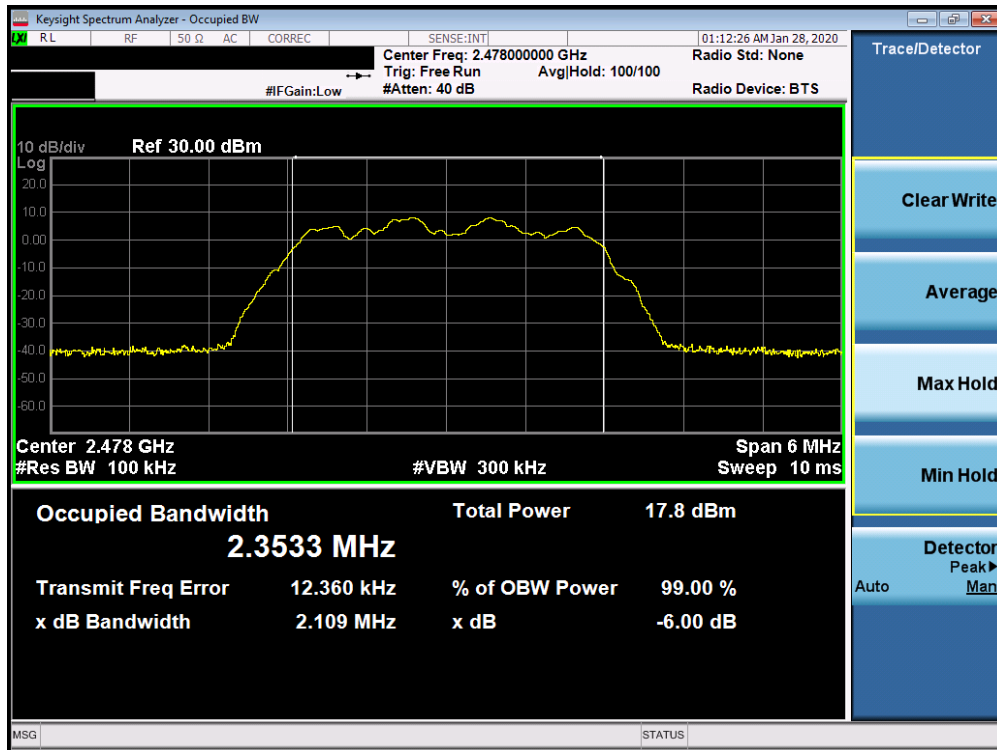 Keysight Spectrum Analyzer - Occupied BW
LXI RL RF 50 Ω AC CORREC SENSE:INT 01:12:26 AM Jan 28, 2020
Center Freq: 2.478000000 GHz Radio Std: None
Trig: Free Run Avg|Hold: 100/100
#IFGain:Low #Atten: 40 dB Radio Device: BTS
10 dB/div Ref 30.00 dBm
Log
20.0
10.0
0.00
-10.0
-20.0
-30.0
-40.0
-50.0
-60.0
Center 2.478 GHz Span 6 MHz
#Res BW 100 kHz #VBW 300 kHz Sweep 10 ms
Occupied Bandwidth Total Power 17.8 dBm
2.3533 MHz
Transmit Freq Error 12.360 kHz % of OBW Power 99.00 %
x dB Bandwidth 2.109 MHz x dB -6.00 dB
MSG STATUS
Trace/Detector
Clear Write
Average
Max Hold
Min Hold
Detector
Peak▶
Auto Man